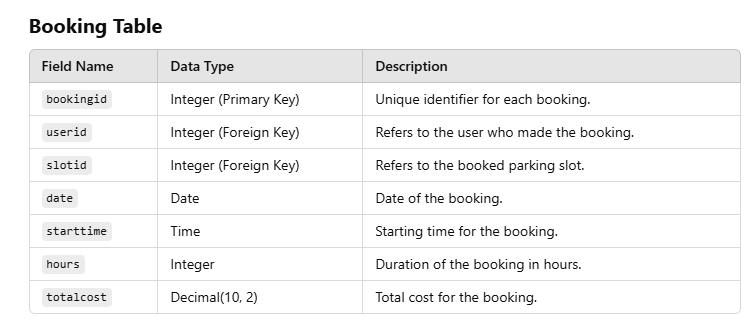 Booking Table
Field Name Data Type Description
bookingid Integer (Primary Key) Unique identifier for each booking.
userid Integer (Foreign Key) Refers to the user who made the booking.
slotid Integer (Foreign Key) Refers to the booked parking slot.
date Date Date of the booking.
starttime Time Starting time for the booking.
hours Integer Duration of the booking in hours.
totalcost Decimal(10, 2) Total cost for the booking.